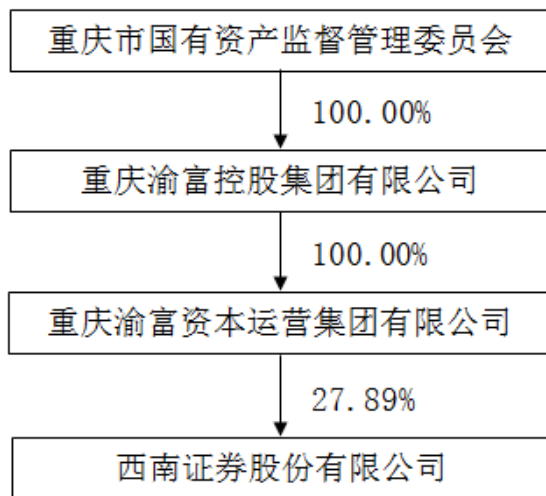 重庆市国有资产监督管理委员会
100.00%
重庆渝富控股集团有限公司
100.00%
重庆渝富资本运营集团有限公司
27.89%
西南证券股份有限公司